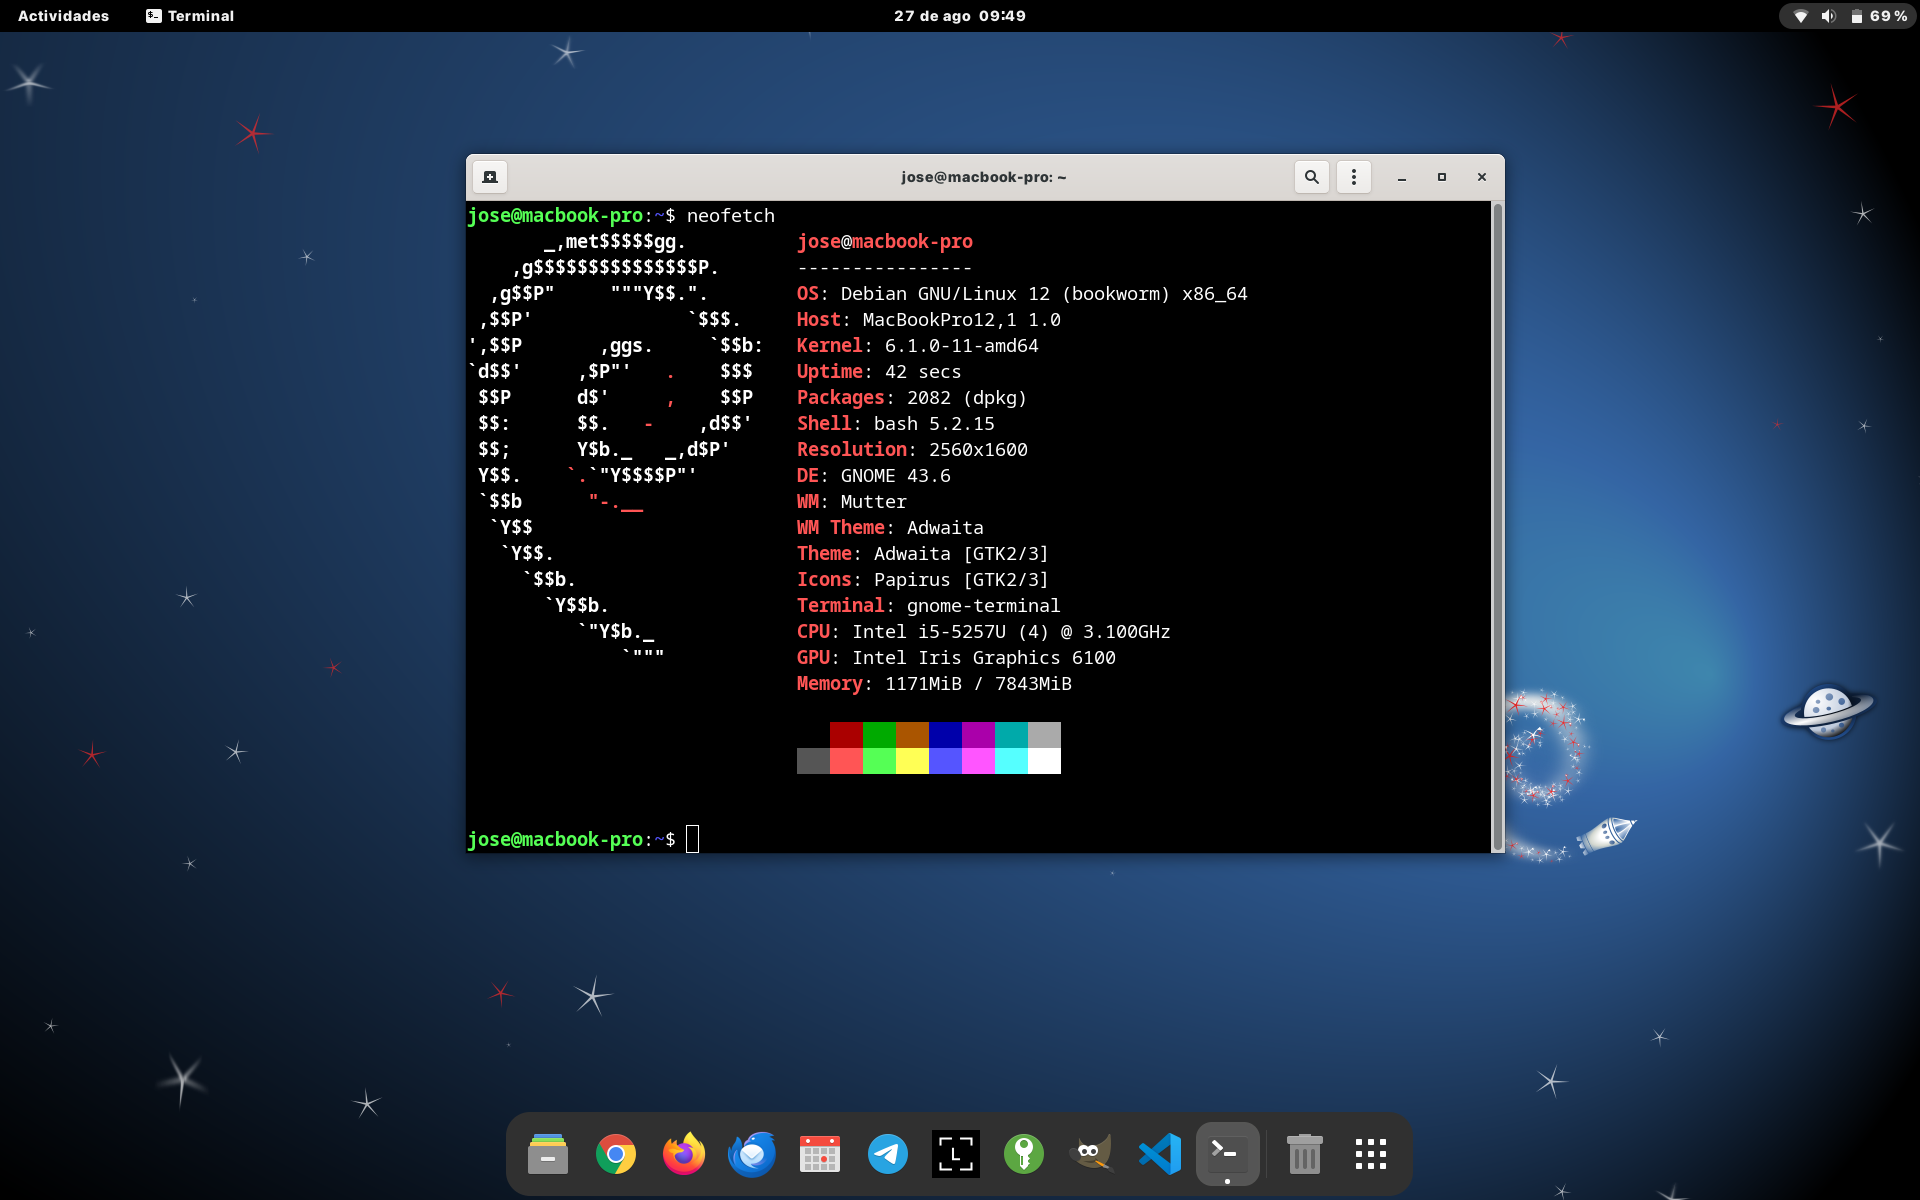 Actividades Terminal 27 de ago 09:49 69 %
jose@macbook-pro: ~
jose@macbook-pro:~$ neofetch
       _,met$$$$$gg.          jose@macbook-pro
    ,g$$$$$$$$$$$$$$$P.       ----------------
  ,g$$P"     """Y$$.".        OS: Debian GNU/Linux 12 (bookworm) x86_64
 ,$$P'              `$$$.     Host: MacBookPro12,1 1.0
',$$P       ,ggs.     `$$b:   Kernel: 6.1.0-11-amd64
`d$$'     ,$P"'   .    $$$    Uptime: 42 secs
 $$P      d$'     ,    $$P    Packages: 2082 (dpkg)
 $$:      $$.   -    ,d$$'    Shell: bash 5.2.15
 $$;      Y$b._   _,d$P'      Resolution: 2560x1600
 Y$$.    `.`"Y$$$$P"'         DE: GNOME 43.6
 `$$b      "-.__              WM: Mutter
  `Y$$                        WM Theme: Adwaita
   `Y$$.                      Theme: Adwaita [GTK2/3]
     `$$b.                    Icons: Papirus [GTK2/3]
       `Y$$b.                 Terminal: gnome-terminal
          `"Y$b._             CPU: Intel i5-5257U (4) @ 3.100GHz
              `"""            GPU: Intel Iris Graphics 6100
                              Memory: 1171MiB / 7843MiB
jose@macbook-pro:~$